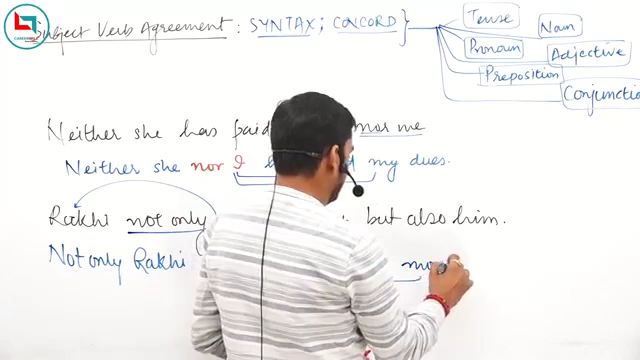 Subject Verb Agreement : SYNTAX ; CONCORD }
Tense
Noun
Pronoun
Adjective
Preposition
Conjunction
Neither she has paid nor me
Neither she nor I my dues.
Rakhi not only but also him.
Not only Rakhi